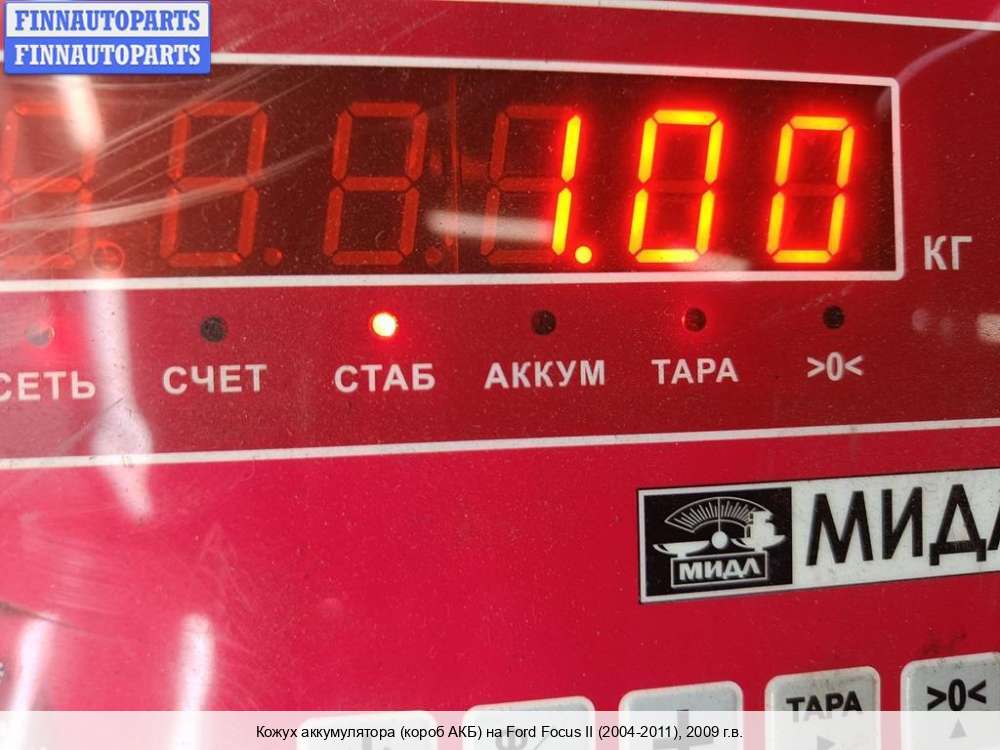 FINNAUTOPARTS
FINNAUTOPARTS
1.00
КГ
СЕТЬ СЧЕТ СТАБ АККУМ ТАРА >0<
МИДЛ МИДЛ
ТАРА >0<
Кожух аккумулятора (короб АКБ) на Ford Focus II (2004-2011), 2009 г.в.